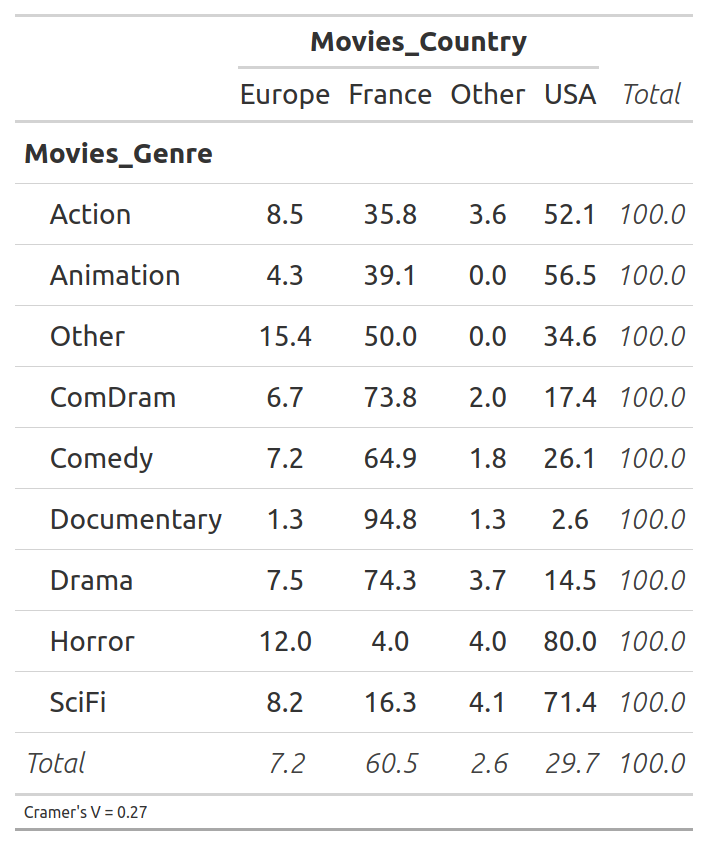 Movies_Country
Europe France Other USA Total
Movies_Genre
Action 8.5 35.8 3.6 52.1 100.0
Animation 4.3 39.1 0.0 56.5 100.0
Other 15.4 50.0 0.0 34.6 100.0
ComDram 6.7 73.8 2.0 17.4 100.0
Comedy 7.2 64.9 1.8 26.1 100.0
Documentary 1.3 94.8 1.3 2.6 100.0
Drama 7.5 74.3 3.7 14.5 100.0
Horror 12.0 4.0 4.0 80.0 100.0
SciFi 8.2 16.3 4.1 71.4 100.0
Total 7.2 60.5 2.6 29.7 100.0
Cramer's V = 0.27